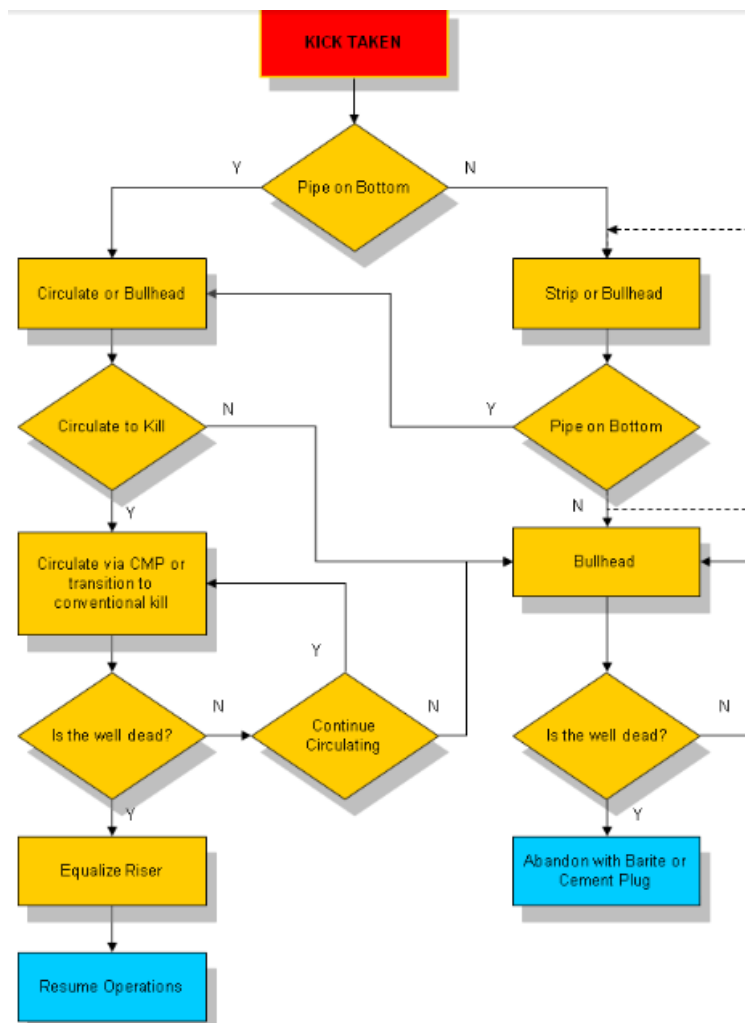 KICK TAKEN
Y
N
Pipe on Bottom
Circulate or Bullhead
Strip or Bullhead
N
Y
Circulate to Kill
Pipe on Bottom
Y
N
Circulate via CMP or
transition to
conventional kill
Bullhead
Y
N
N
N
Is the well dead?
Continue
Circulating
Is the well dead?
Y
Y
Equalize Riser
Abandon with Barite or
Cement Plug
Resume Operations